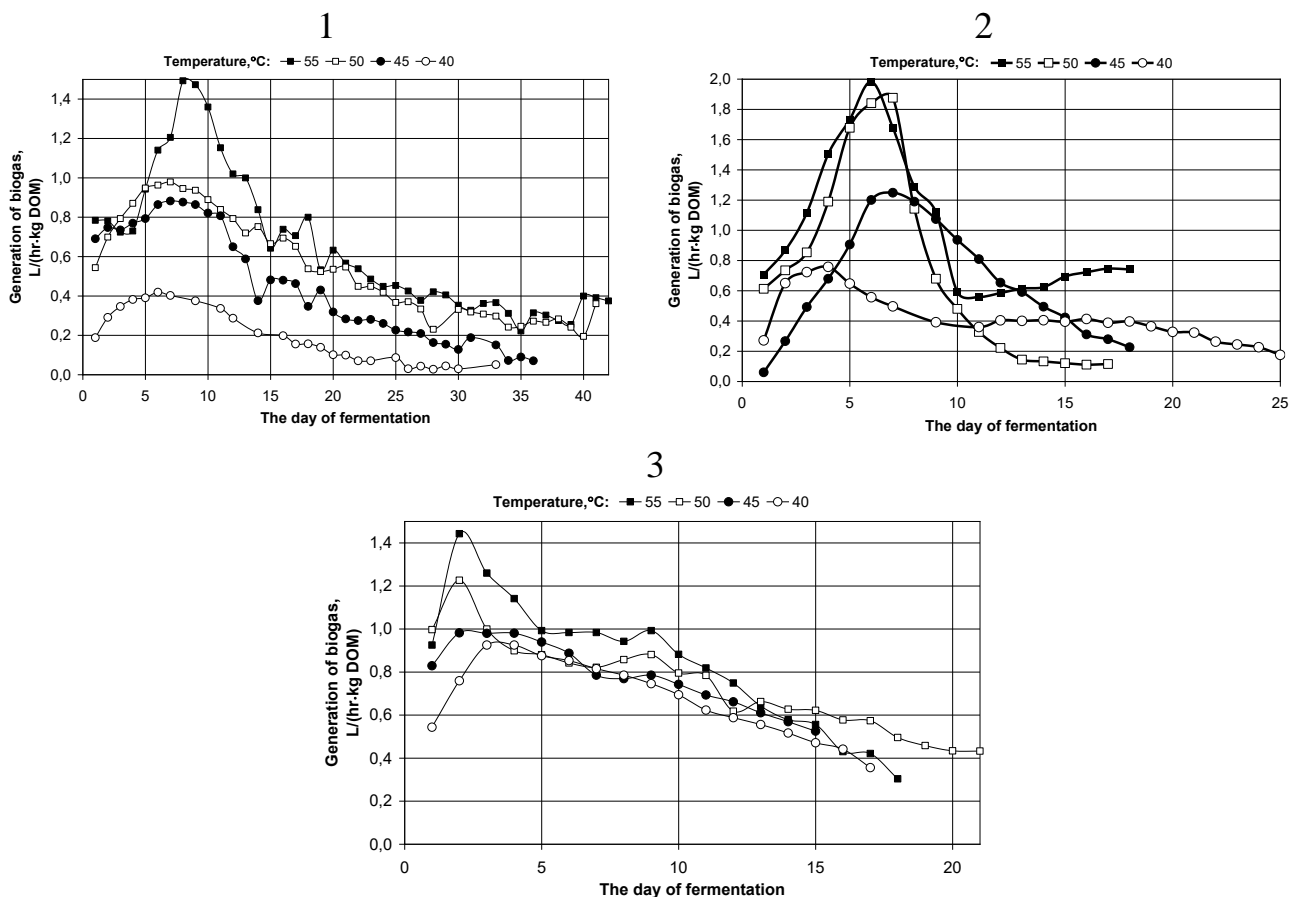 1
Temperature,ºC: 55 50 45 40
Generation of biogas,
L/(hr·kg DOM)
1,4
1,2
1,0
0,8
0,6
0,4
0,2
0,0
0 5 10 15 20 25 30 35 40
The day of fermentation
2
Temperature,ºC: 55 50 45 40
Generation of biogas,
L/(hr·kg DOM)
2,0
1,8
1,6
1,4
1,2
1,0
0,8
0,6
0,4
0,2
0,0
0 5 10 15 20 25
The day of fermentation
3
Temperature,ºC: 55 50 45 40
Generation of biogas,
L/(hr·kg DOM)
1,4
1,2
1,0
0,8
0,6
0,4
0,2
0,0
0 5 10 15 20
The day of fermentation